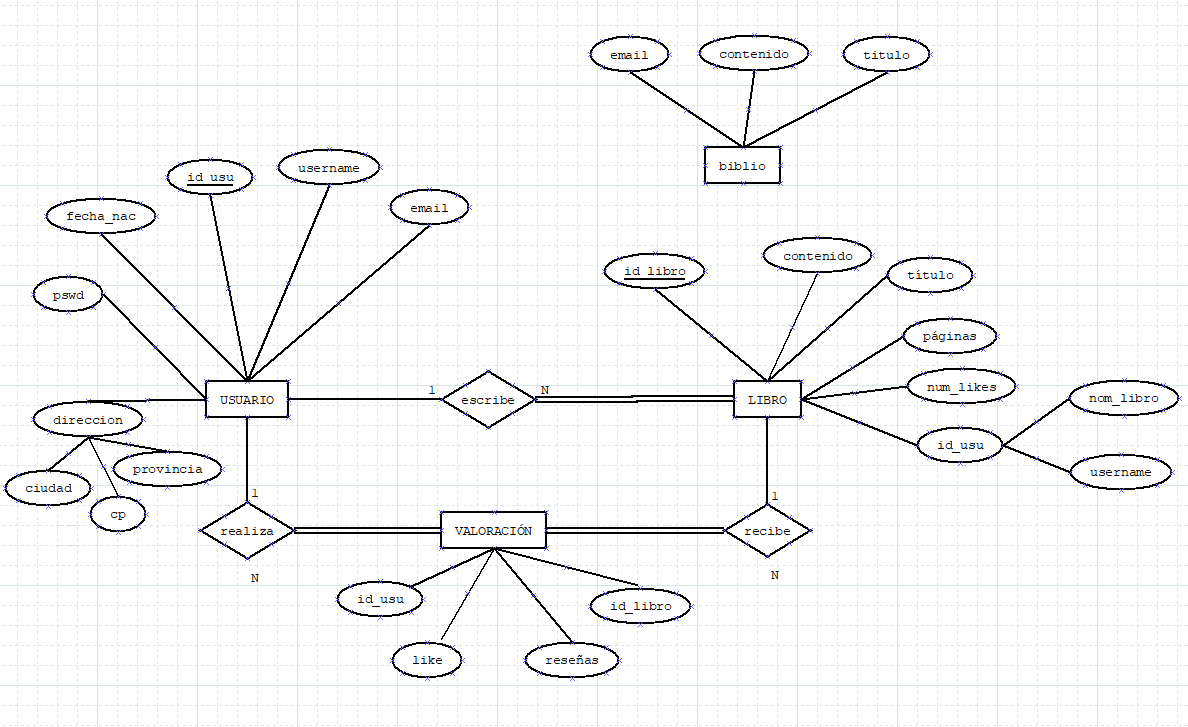 email
contenido
titulo
biblio
id_usu
username
fecha_nac
email
pswd
id_libro
contenido
título
páginas
num_likes
nom_libro
id_usu
username
USUARIO
1
escribe
N
LIBRO
direccion
provincia
ciudad
cp
1
realiza
N
VALORACIÓN
1
recibe
N
id_usu
like
reseñas
id_libro